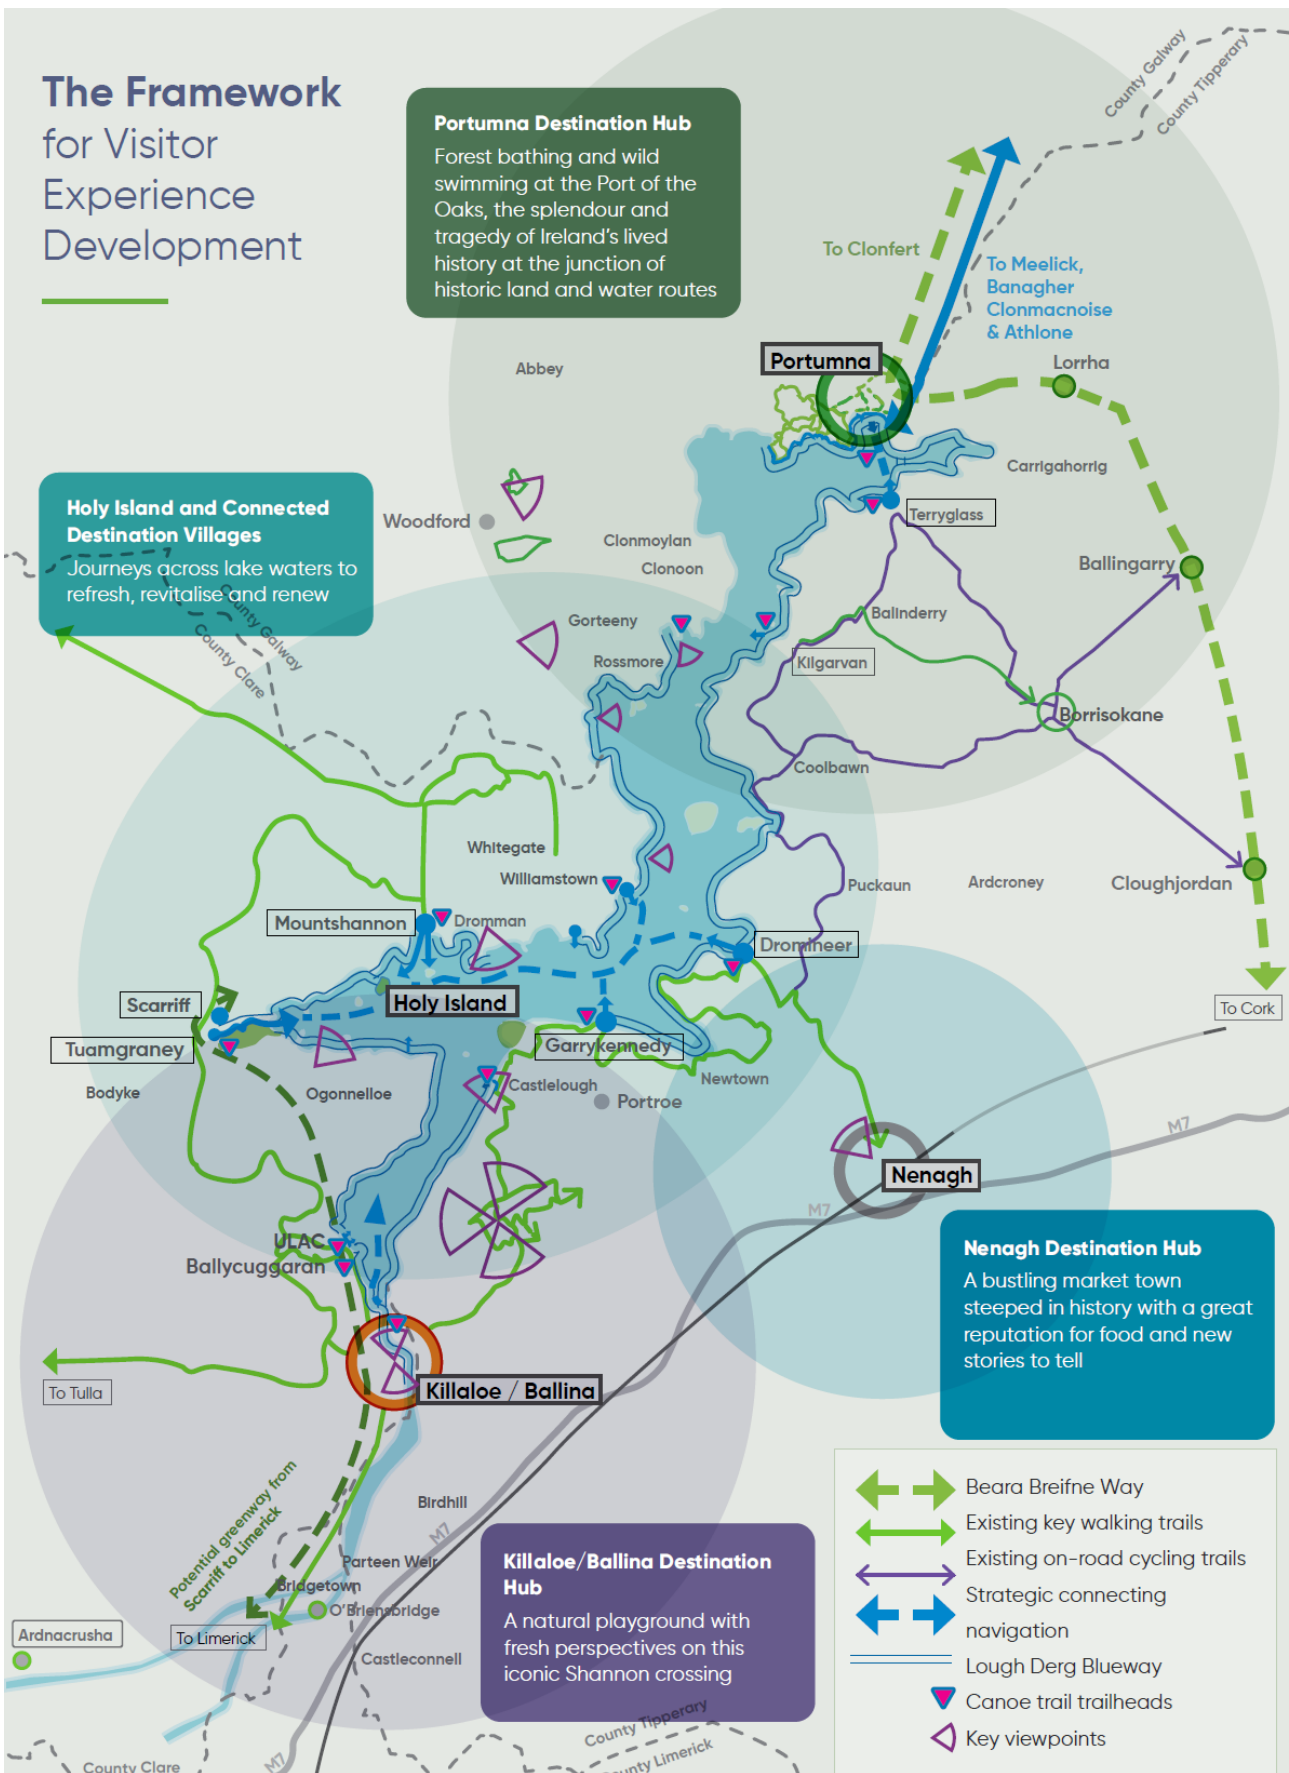 The Framework
for Visitor
Experience
Development
Portumna Destination Hub
Forest bathing and wild
swimming at the Port of the
Oaks, the splendour and
tragedy of Ireland's lived
history at the junction of
historic land and water routes
County Galway
County Tipperary
To Clonfert
To Meelick,
Banagher
Clonmacnoise
& Athlone
Portumna
Lorrha
Abbey
Carrigahorrig
Holy Island and Connected
Destination Villages
Journeys across lake waters to
refresh, revitalise and renew
Woodford
Terryglass
Clonmoylan
Clonoon
Ballingarry
County Galway
County Clare
Gorteeny
Balinderry
Rossmore
Kilgarvan
Borrisokane
Coolbawn
Whitegate
Williamstown
Puckaun
Ardcroney
Cloughjordan
Mountshannon
Dromman
Dromineer
Scarriff
Holy Island
To Cork
Tuamgraney
Garrykennedy
Bodyke
Ogonnelloe
Castlelough
Newtown
Portroe
M7
Nenagh
M7
ULAC
Ballycuggaran
Nenagh Destination Hub
A bustling market town
steeped in history with a great
reputation for food and new
stories to tell
To Tulla
Killaloe / Ballina
Potential greenway from
Scarriff to Limerick
Birdhill
M7
Parteen Weir
Bridgetown
O'Briensbridge
Ardnacrusha
To Limerick
Castleconnell
Killaloe/Ballina Destination
Hub
A natural playground with
fresh perspectives on this
iconic Shannon crossing
Beara Breifne Way
Existing key walking trails
Existing on-road cycling trails
Strategic connecting
navigation
Lough Derg Blueway
Canoe trail trailheads
Key viewpoints
County Tipperary
County Limerick
County Clare
M7